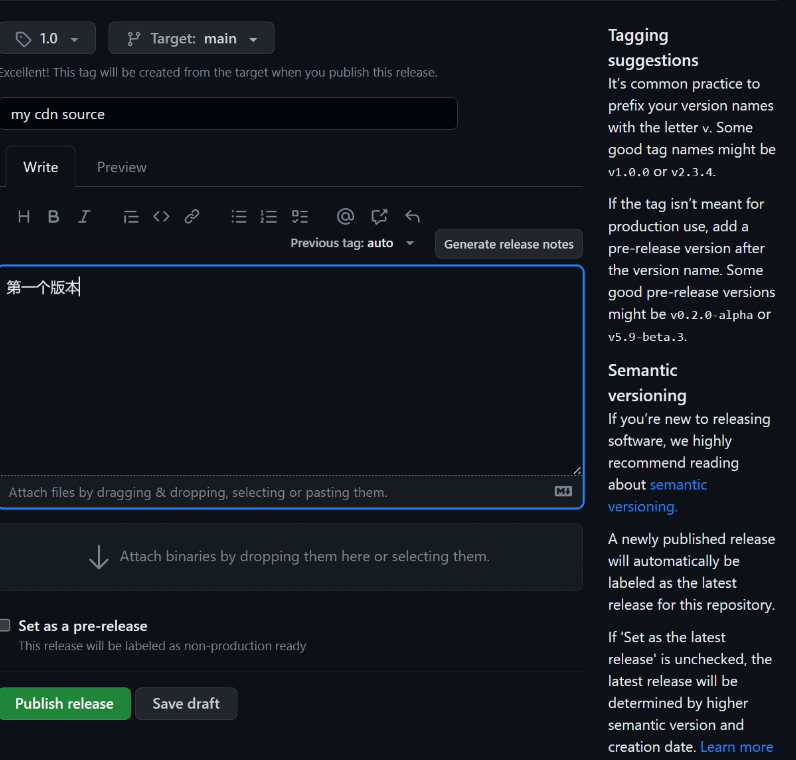 1.0
Target: main
Excellent! This tag will be created from the target when you publish this release.
my cdn source
Write
Preview
Previous tag: auto
Generate release notes
第一个版本
Attach files by dragging & dropping, selecting or pasting them.
Attach binaries by dropping them here or selecting them.
Set as a pre-release
This release will be labeled as non-production ready
Publish release
Save draft
Tagging
suggestions
It's common practice to
prefix your version names
with the letter v. Some
good tag names might be
v1.0.0 or v2.3.4.
If the tag isn't meant for
production use, add a
pre-release version after
the version name. Some
good pre-release versions
might be v0.2.0-alpha or
v5.9-beta.3.
Semantic
versioning
If you're new to releasing
software, we highly
recommend reading
about semantic
versioning.
A newly published release
will automatically be
labeled as the latest
release for this repository.
If 'Set as the latest
release' is unchecked, the
latest release will be
determined by higher
semantic version and
creation date. Learn more